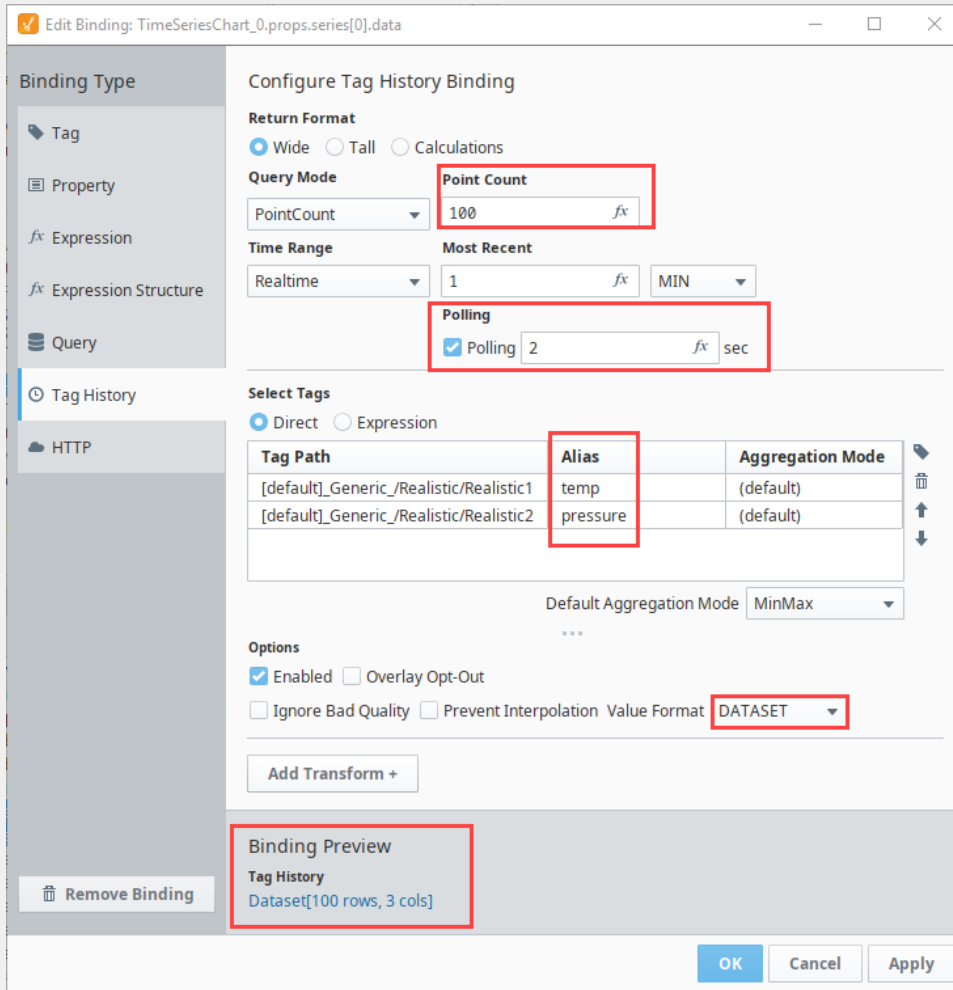 Edit Binding: TimeSeriesChart_0.props.series[0].data
Binding Type
Tag
Property
fx Expression
fx Expression Structure
Query
Tag History
HTTP
Remove Binding
Configure Tag History Binding
Return Format
Wide Tall Calculations
Query Mode Point Count
PointCount 100 fx
Time Range Most Recent
Realtime 1 fx MIN
Polling
Polling 2 fx sec
Select Tags
Direct Expression
Tag Path Alias Aggregation Mode
[default]_Generic_/Realistic/Realistic1 temp (default)
[default]_Generic_/Realistic/Realistic2 pressure (default)
Default Aggregation Mode MinMax
Options
Enabled Overlay Opt-Out
Ignore Bad Quality Prevent Interpolation Value Format DATASET
Add Transform +
Binding Preview
Tag History
Dataset[100 rows, 3 cols]
OK Cancel Apply